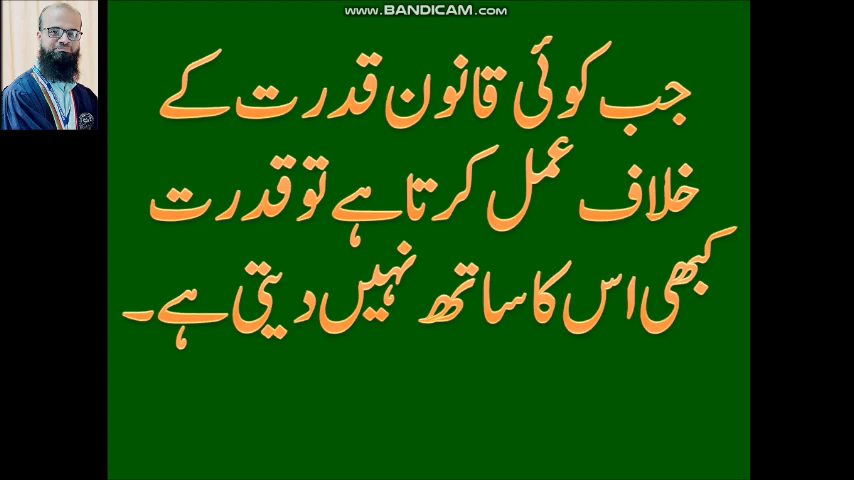 WWW.BANDICAM.COM
جب کوئی قانون قدرت کے
خلاف عمل کرتا ہے تو قدرت
کبھی اس کا ساتھ نہیں دیتی ہے۔